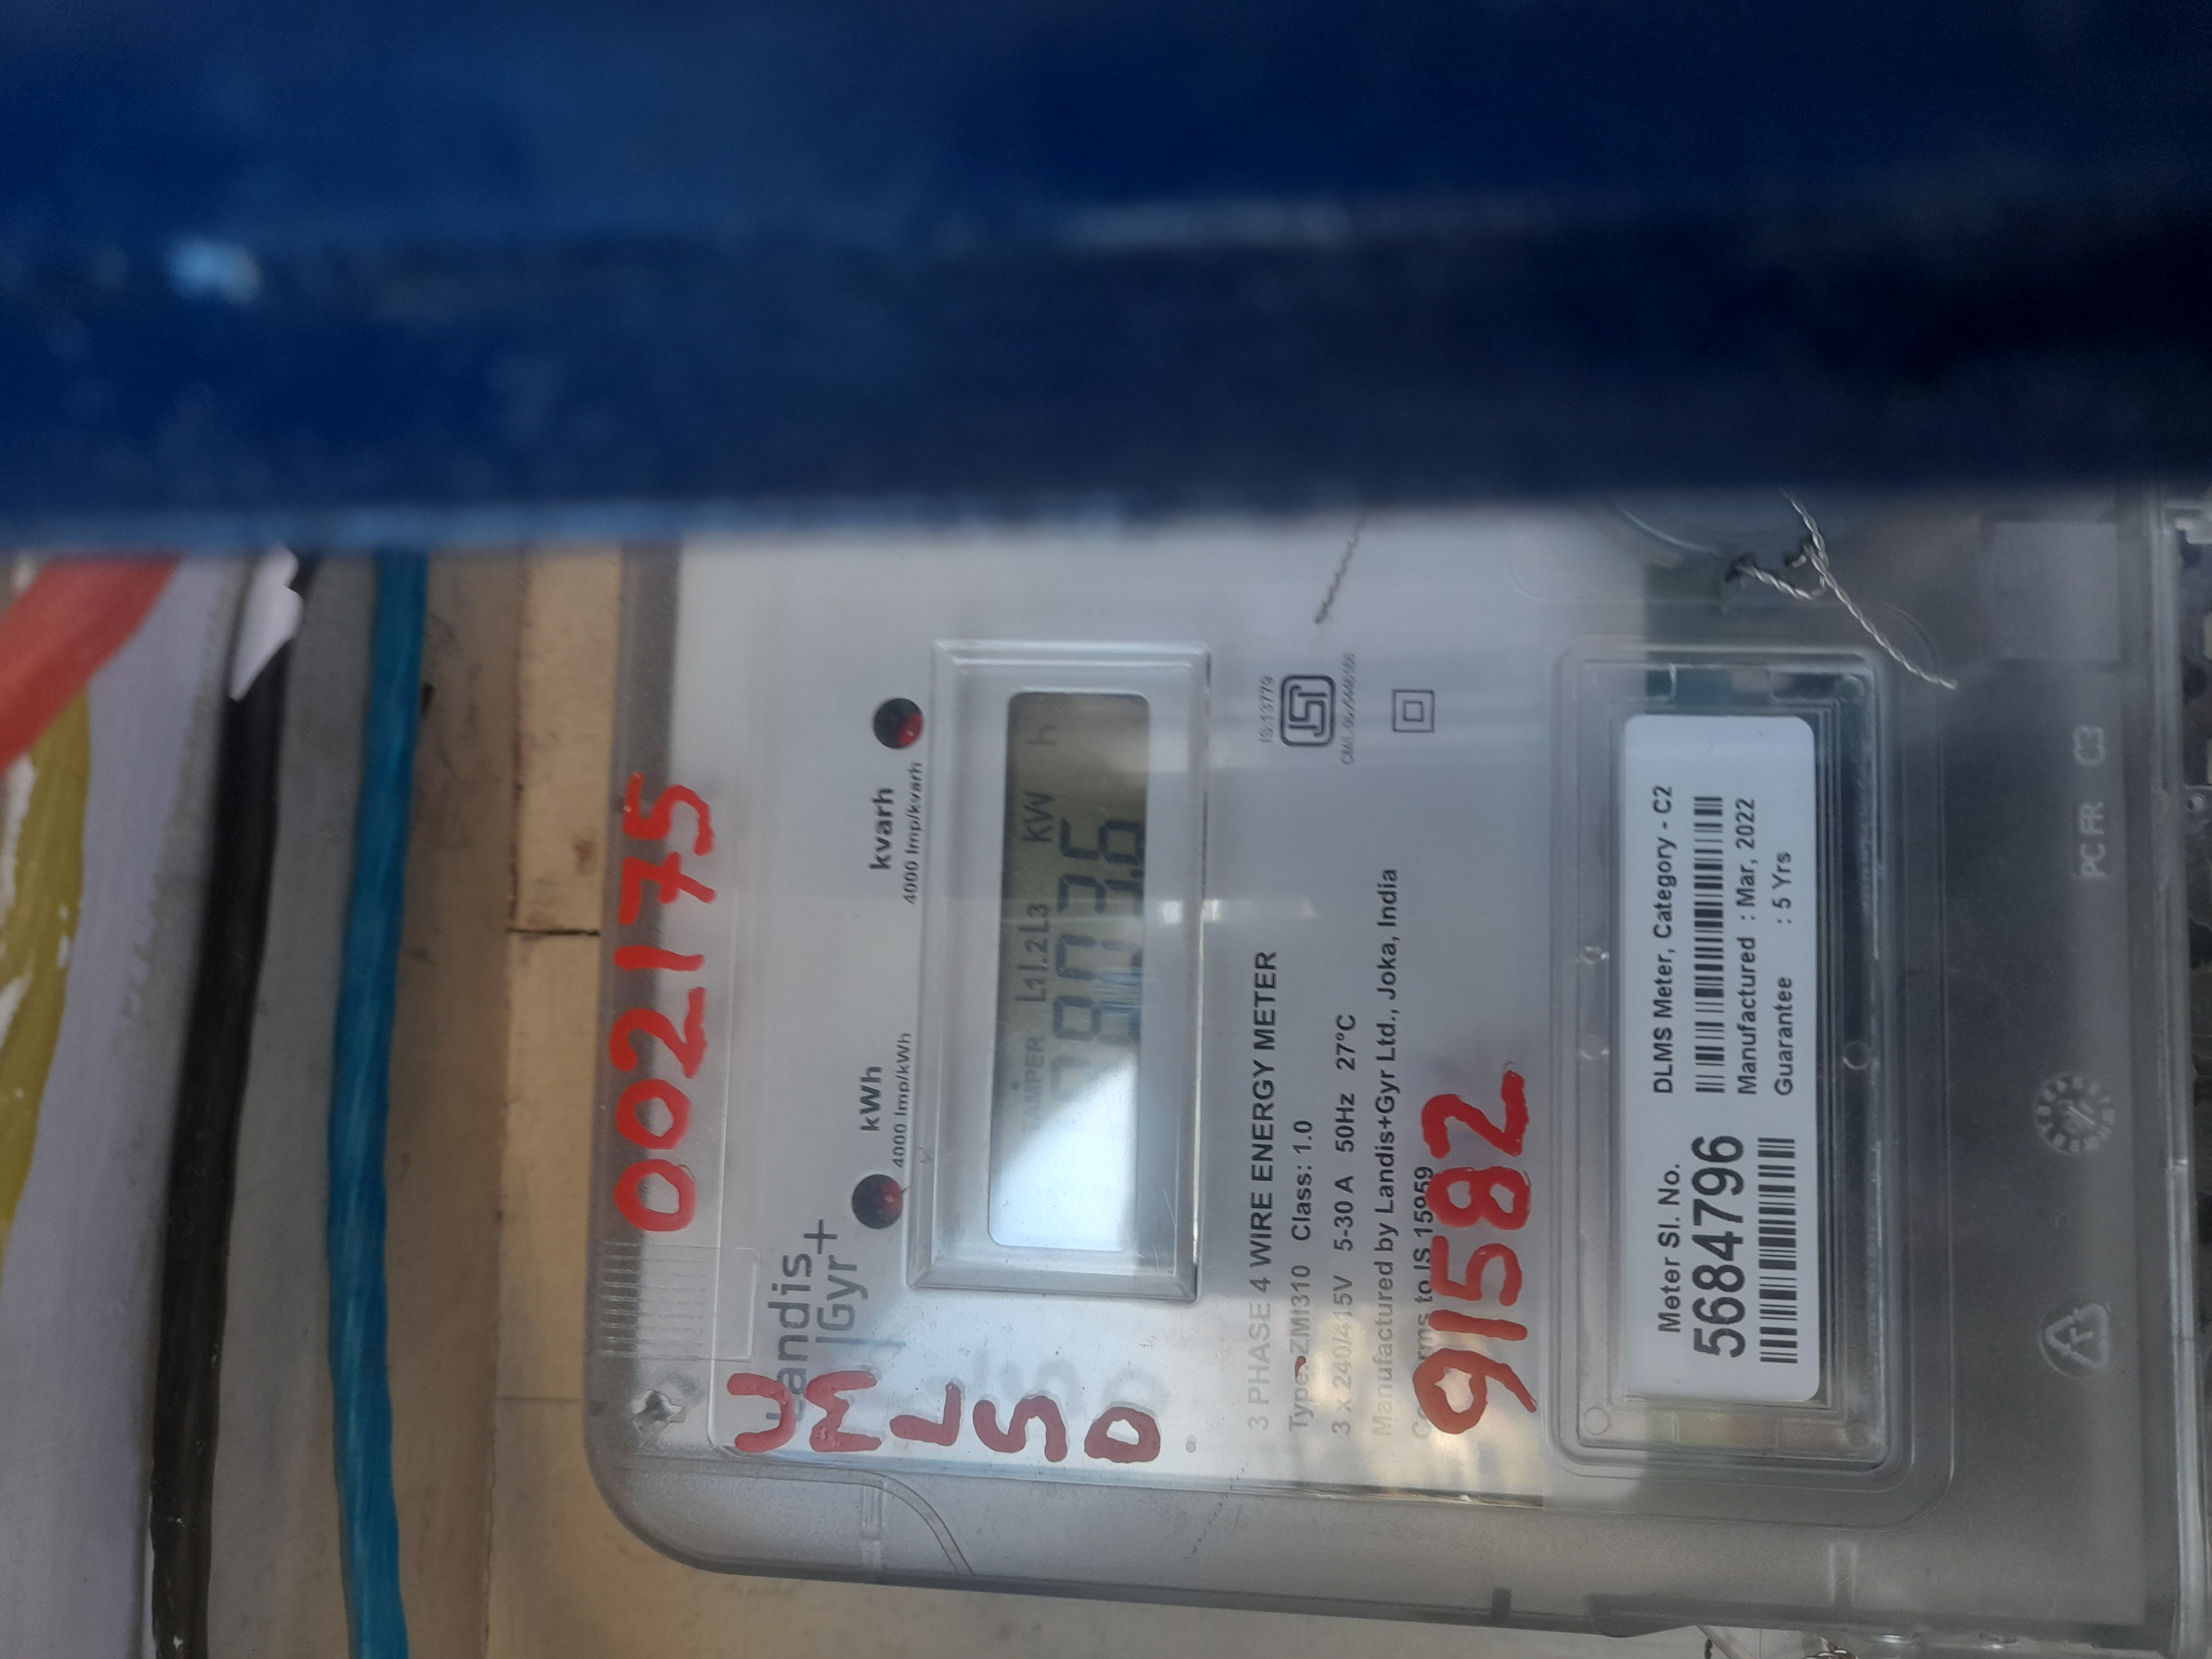 002175
Landis
Gyr+
kWh
4000 Imp/kWh
kvarh
4000 Imp/kvarh
TAMPER L1 L2 L3 kW h
U
M
L
S
D
IS:13779
3 PHASE 4 WIRE ENERGY METER
Type: ZMI310 Class: 1.0
3 x 240/415V 5-30 A 50Hz 27°C
Manufactured by Landis+Gyr Ltd., Joka, India
Conforms to IS 15959
91582
Meter Sl. No.
5684796
DLMS Meter, Category - C2
Manufactured : Mar, 2022
Guarantee : 5 Yrs
PC FR C3